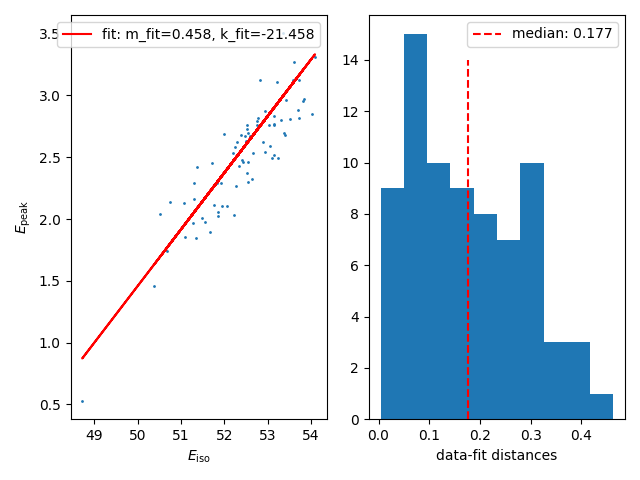 fit: m_fit=0.458, k_fit=-21.458
3.5
3.0
2.5
2.0
1.5
1.0
0.5
E_peak
49 50 51 52 53 54
E_iso
median: 0.177
14
12
10
8
6
4
2
0
0.0 0.1 0.2 0.3 0.4
data-fit distances